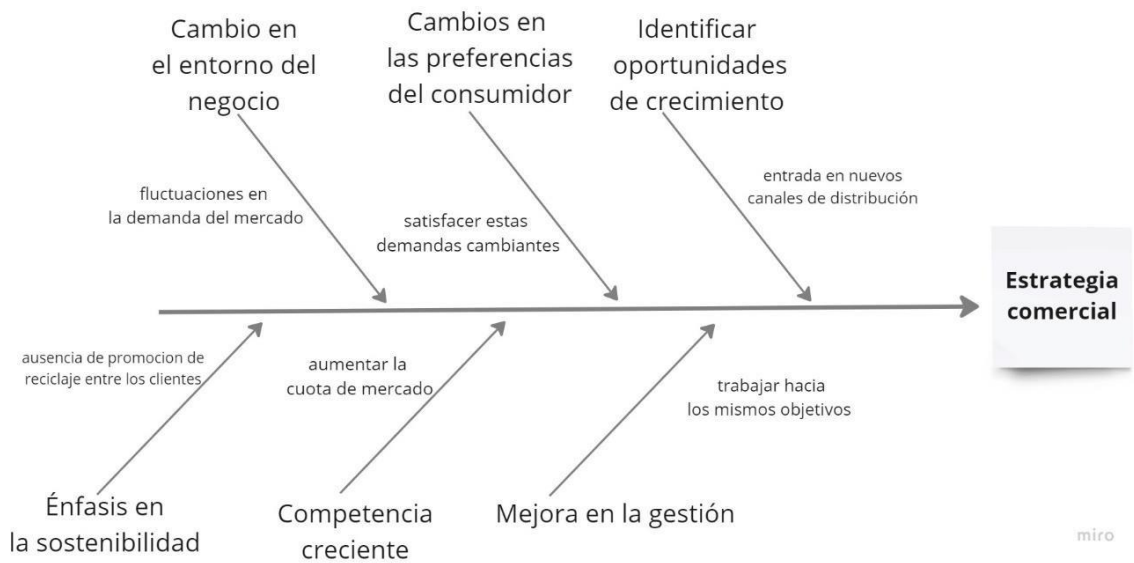 Cambio en
el entorno del
negocio
Cambios en
las preferencias
del consumidor
Identificar
oportunidades
de crecimiento
fluctuaciones en
la demanda del mercado
satisfacer estas
demandas cambiantes
entrada en nuevos
canales de distribución
Estrategia
comercial
ausencia de promocion de
reciclaje entre los clientes
aumentar la
cuota de mercado
trabajar hacia
los mismos objetivos
Énfasis en
la sostenibilidad
Competencia
creciente
Mejora en la gestión
miro